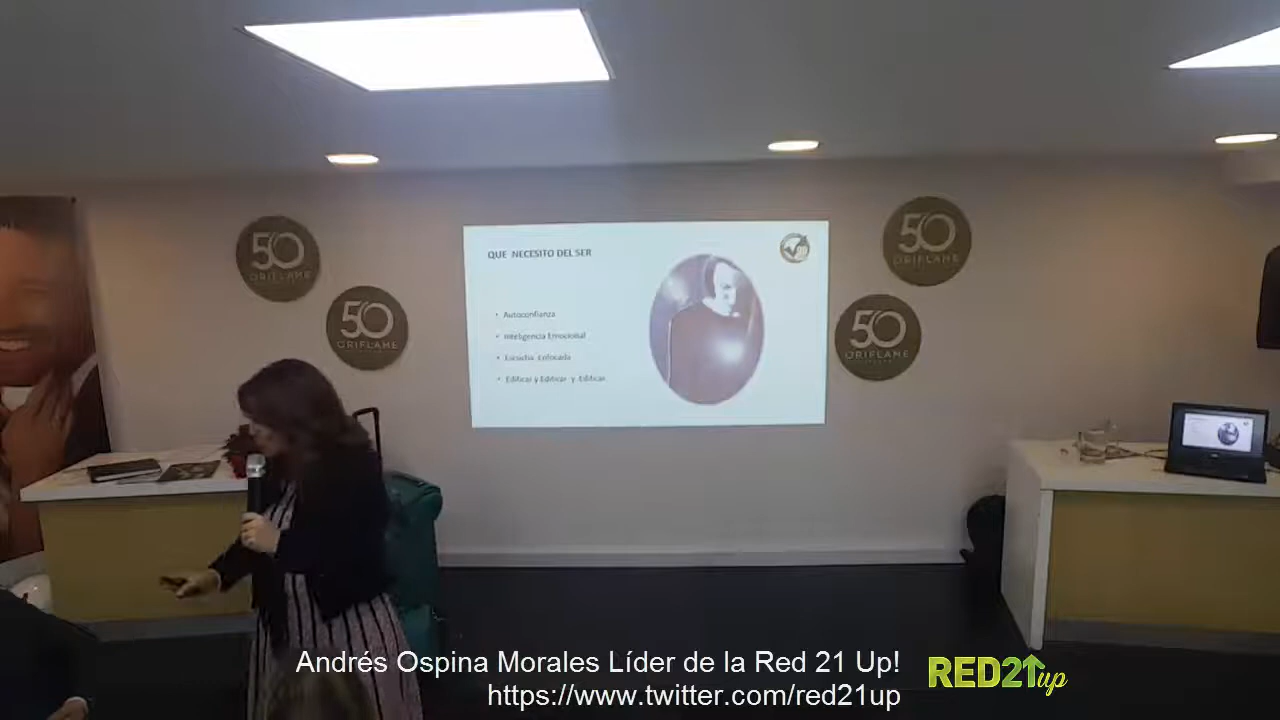 50
ORIFLAME
50
ORIFLAME
QUE NECESITO DEL SER
• Autoconfianza
• Inteligencia Emocional
• Escucha Enfocada
• Edificar y Edificar y Edificar
50
ORIFLAME
50
ORIFLAME
Andrés Ospina Morales Líder de la Red 21 Up!
https://www.twitter.com/red21up
RED21up